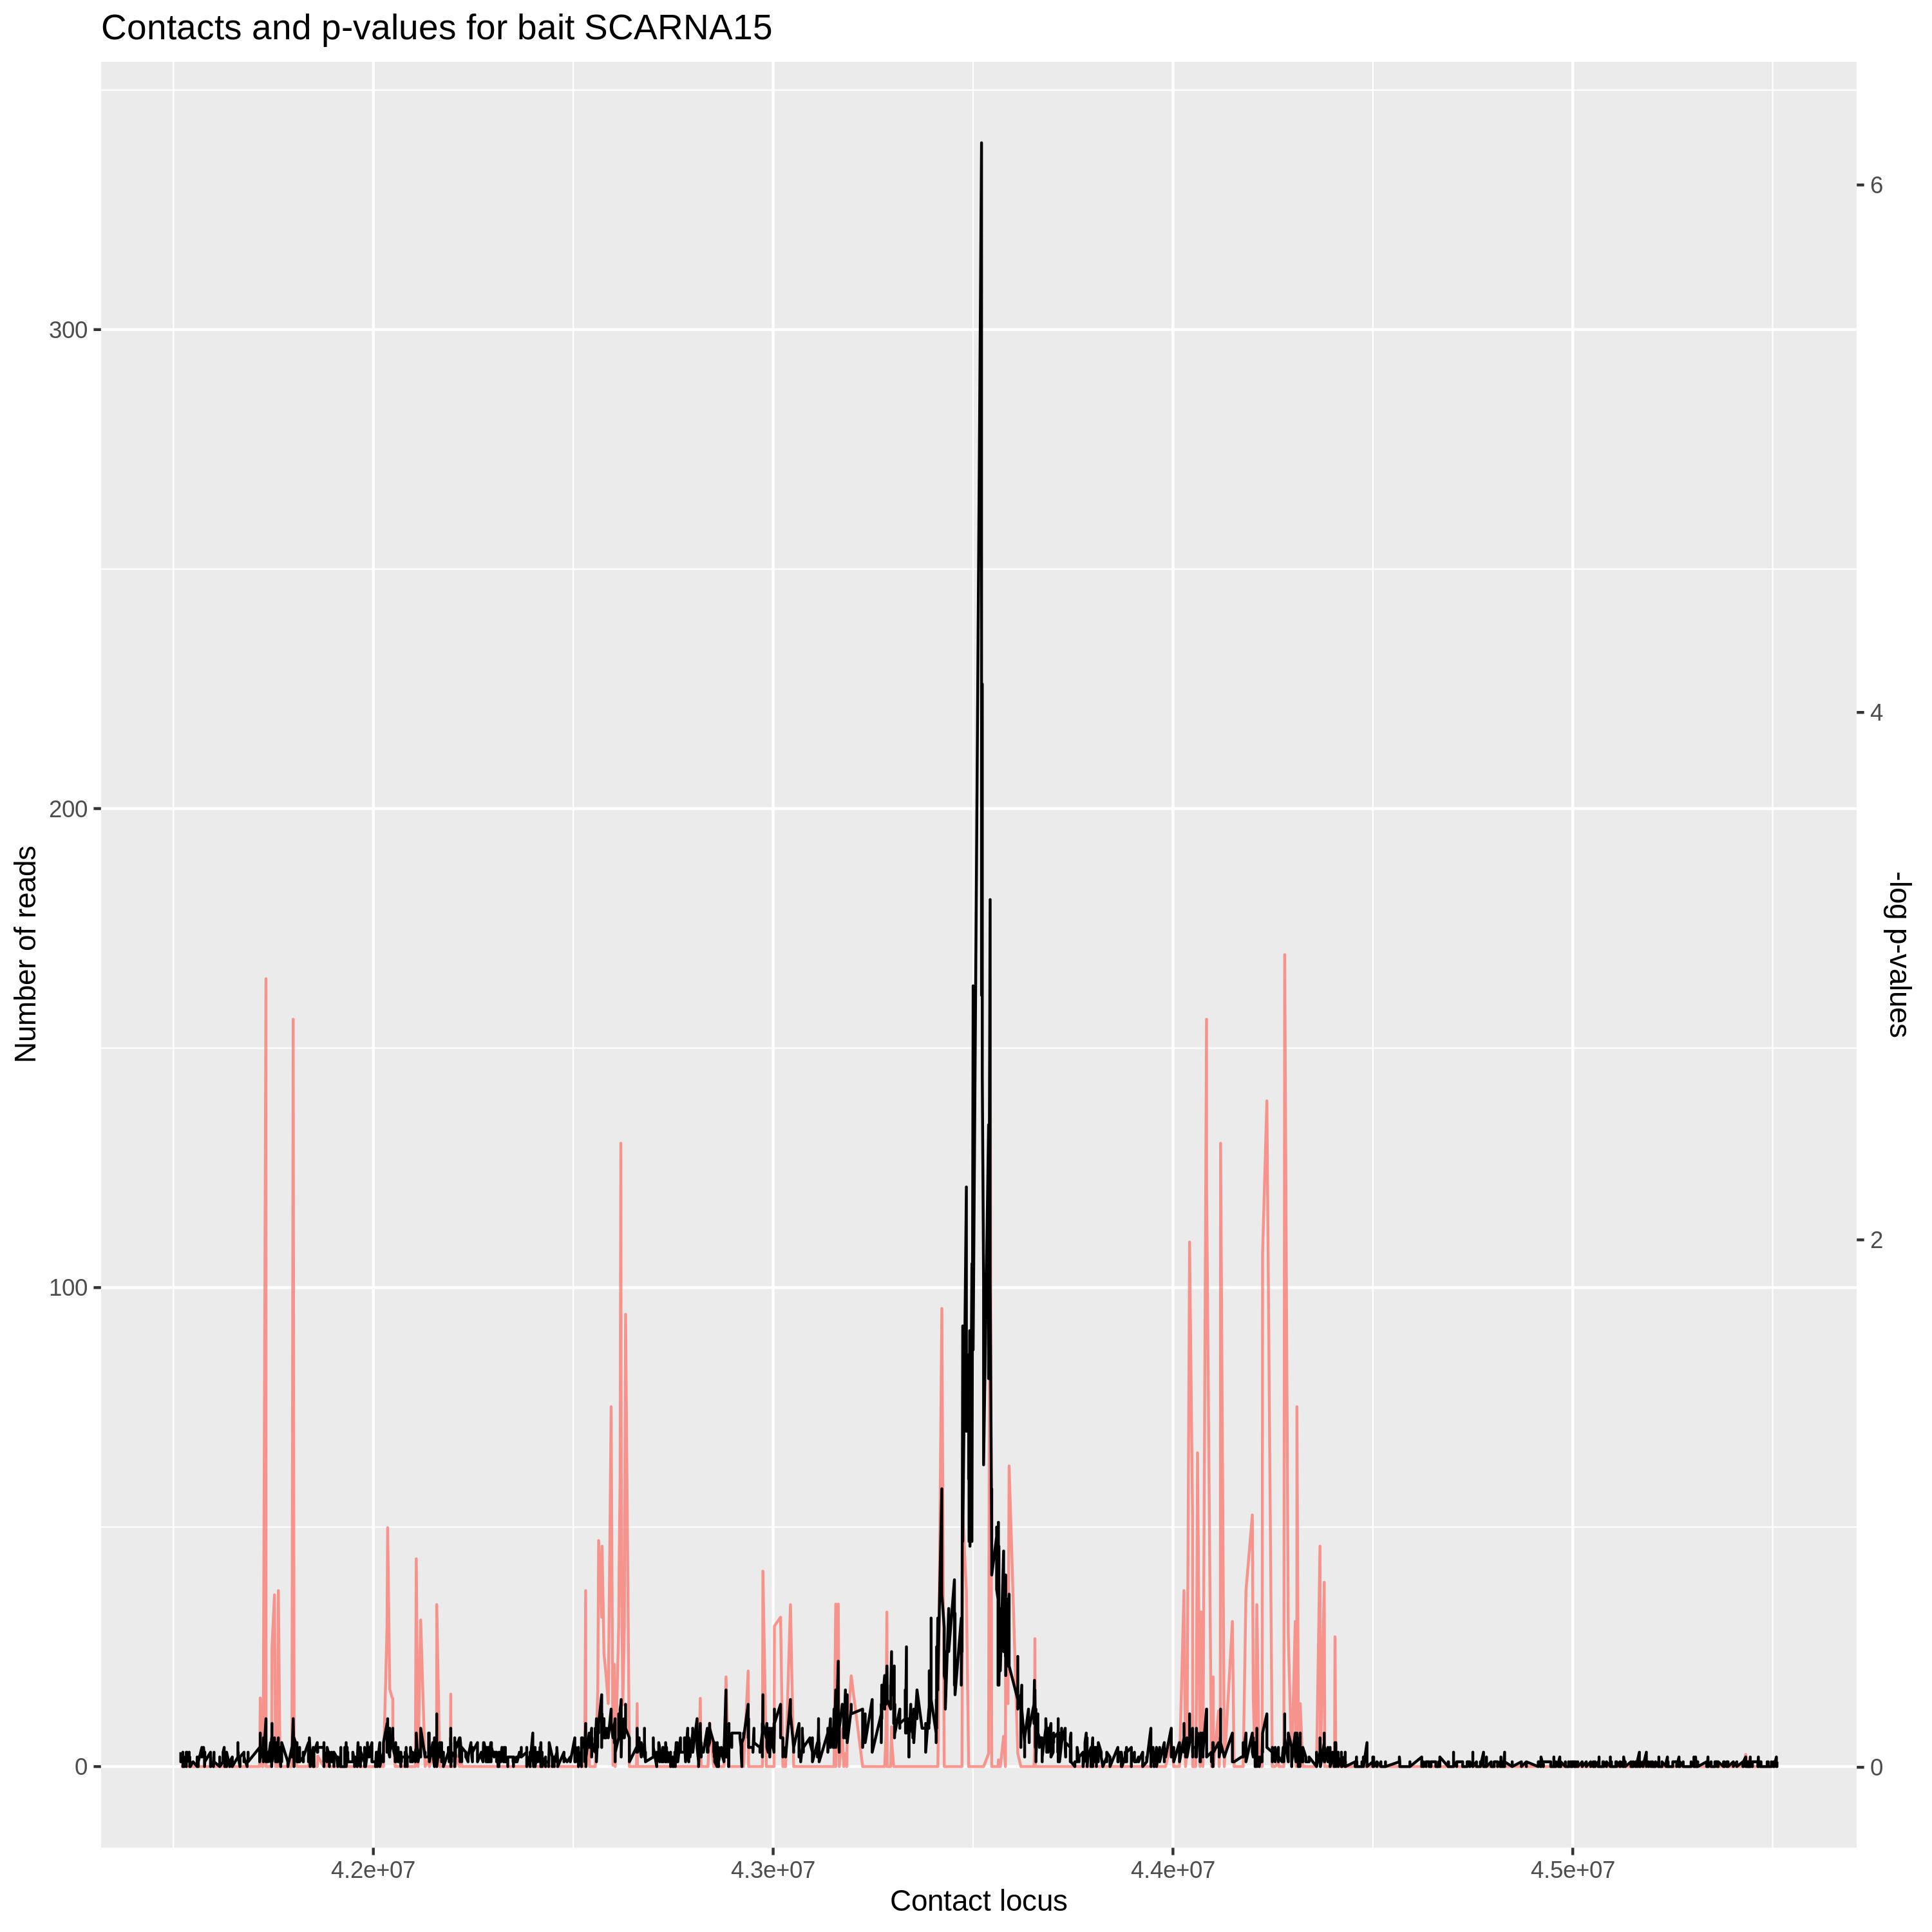 Contacts and p-values for bait SCARNA15
Number of reads
300
200
100
0
6
4
2
0
-log p-values
4.2e+07
4.3e+07
4.4e+07
4.5e+07
Contact locus